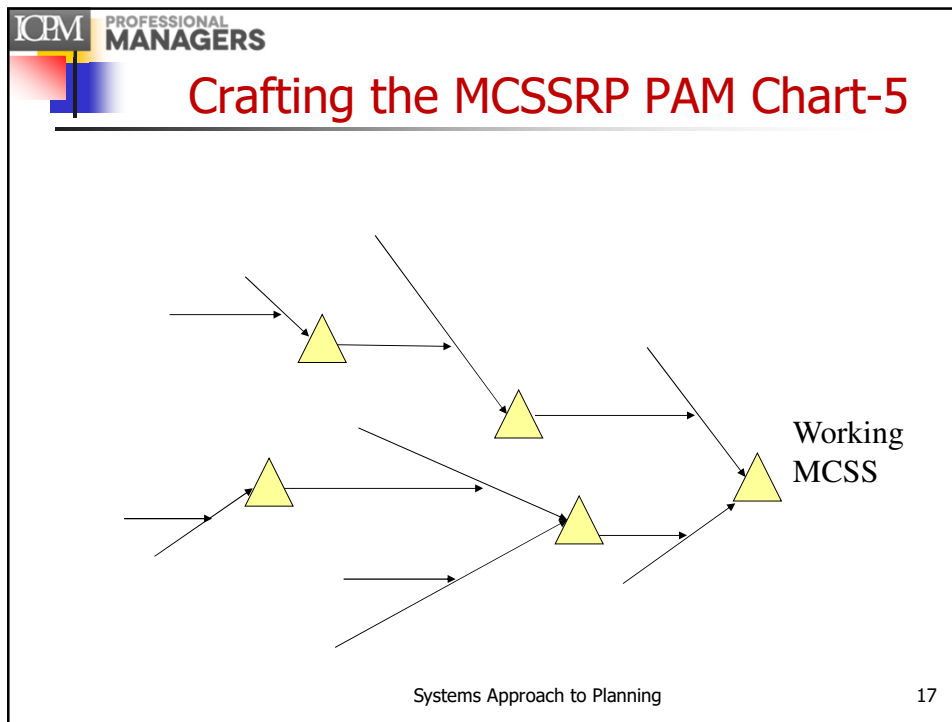 ICPM PROFESSIONAL
MANAGERS
Crafting the MCSSRP PAM Chart-5
Working
MCSS
Systems Approach to Planning 17